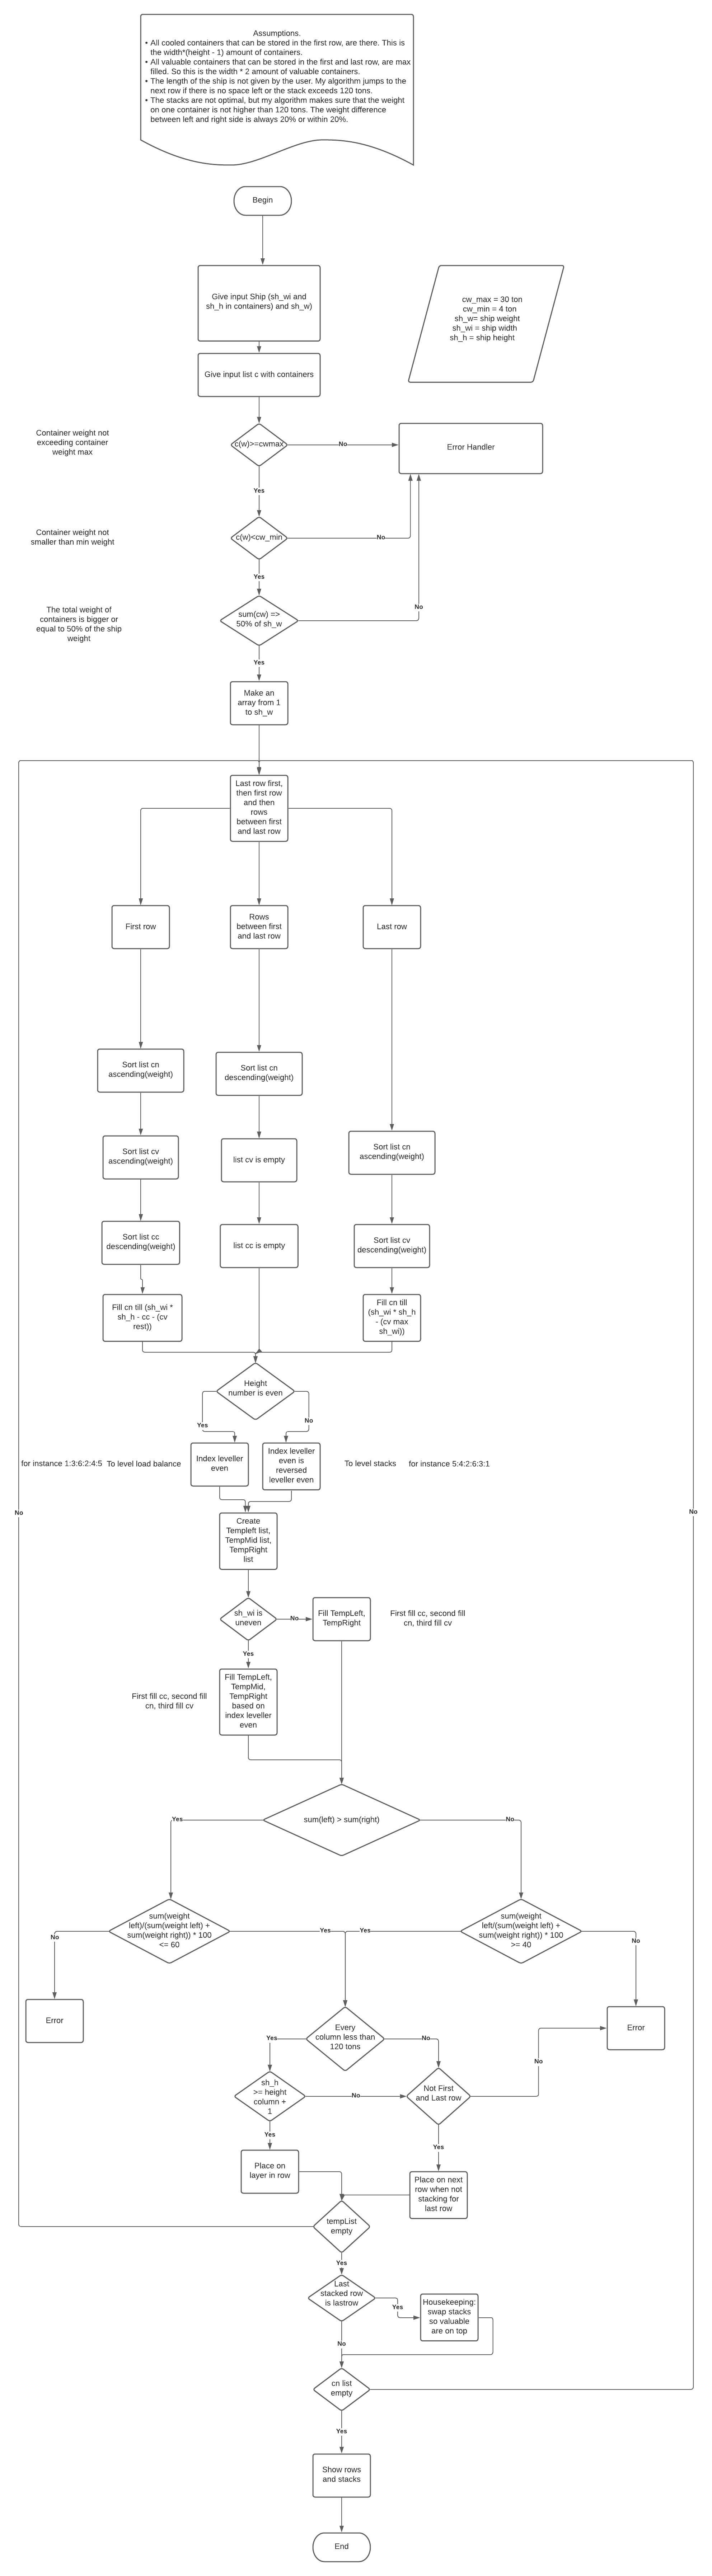 Assumptions.
• All cooled containers that can be stored in the first row, are there. This is
the width*(height - 1) amount of containers.
• All valuable containers that can be stored in the first and last row, are max
filled. So this is the width * 2 amount of valuable containers.
• The length of the ship is not given by the user. My algorithm jumps to the
next row if there is no space left or the stack exceeds 120 tons.
• The stacks are not optimal, but my algorithm makes sure that the weight
on one container is not higher than 120 tons. The weight difference
between left and right side is always 20% or within 20%.
Begin
Give input Ship (sh_wi and
sh_h in containers) and sh_w)
cw_max = 30 ton
cw_min = 4 ton
sh_w= ship weight
sh_wi = ship width
sh_h = ship height
Give input list c with containers
Container weight not
exceeding container
weight max
c(w)>=cwmax
No
Error Handler
Yes
Container weight not
smaller than min weight
c(w)<cw_min
No
Yes
The total weight of
containers is bigger or
equal to 50% of the ship
weight
sum(cw) =>
50% of sh_w
No
Yes
Make an
array from 1
to sh_w
Last row first,
then first row
and then
rows
between first
and last row
First row
Rows
between first
and last row
Last row
Sort list cn
ascending(weight)
Sort list cn
descending(weight)
Sort list cn
ascending(weight)
Sort list cv
ascending(weight)
list cv is empty
Sort list cc
descending(weight)
list cc is empty
Sort list cv
descending(weight)
Fill cn till (sh_wi *
sh_h - cc - (cv
rest))
Fill cn till
(sh_wi * sh_h
- (cv max
sh_wi))
Height
number is even
Yes
No
for instance 1:3:6:2:4:5
To level load balance
Index leveller
even
Index leveller
even is
reversed
leveller even
To level stacks
for instance 5:4:2:6:3:1
No
No
Create
Templeft list,
TempMid list,
TempRight
list
sh_wi is
uneven
No
Fill TempLeft,
TempRight
First fill cc, second fill
cn, third fill cv
Yes
First fill cc, second fill
cn, third fill cv
Fill TempLeft,
TempMid,
TempRight
based on
index leveller
even
sum(left) > sum(right)
Yes
No
sum(weight
left)/(sum(weight left) +
sum(weight right)) * 100
<= 60
sum(weight
left/(sum(weight left) +
sum(weight right)) * 100
>= 40
No
Yes
Yes
No
Error
Error
Every
column less than
120 tons
Yes
No
No
sh_h
>= height
column +
1
No
Not First
and Last row
Yes
Yes
Place on
layer in row
Place on next
row when not
stacking for
last row
tempList
empty
Yes
Last
stacked row
is lastrow
Yes
Housekeeping:
swap stacks
so valuable
are on top
No
cn list
empty
Yes
Show rows
and stacks
End